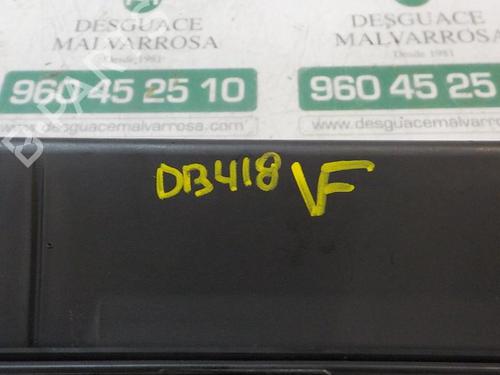 DESGUACE DESGUACE
MALVARROSA MALVARROSA
Desde 1981 Desde 1981
960 45 25 10 960 45 25
www.desguacemalvarrosa.com www.desguacemalvarrosa
DB418 VF